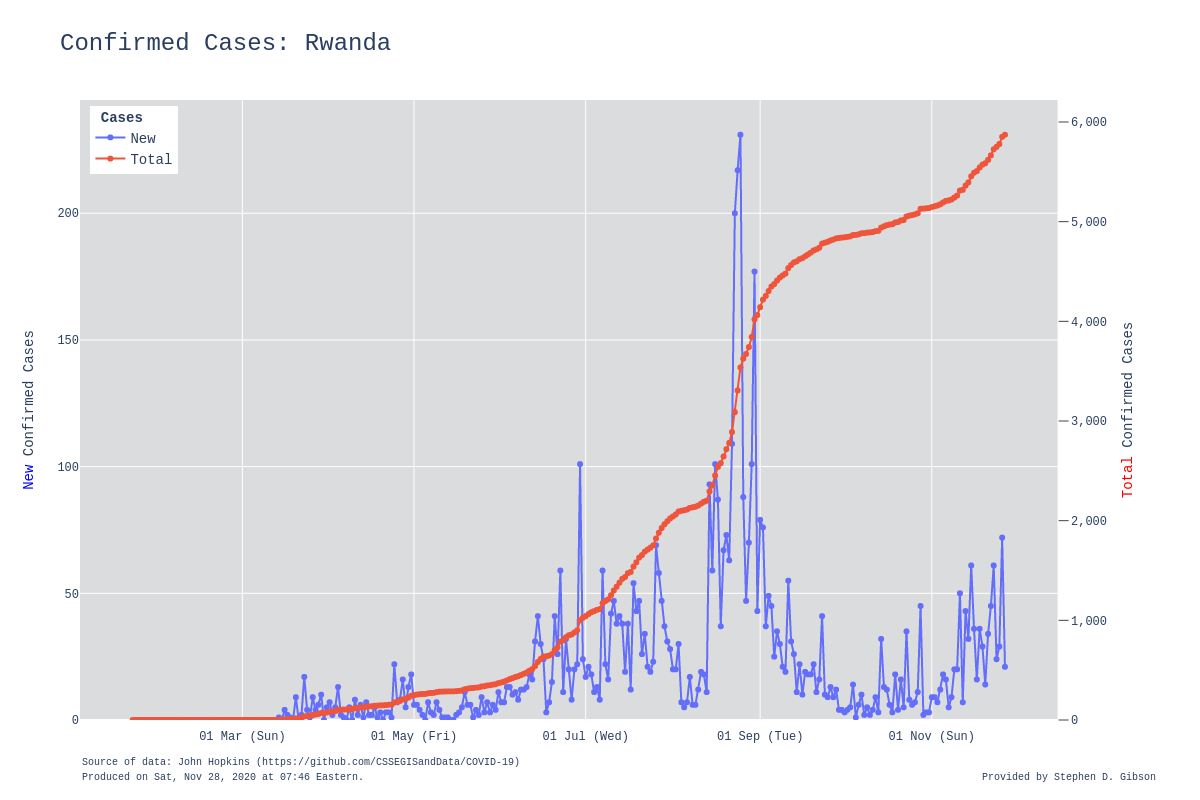 Confirmed Cases: Rwanda
Cases
New
Total
200
150
100
50
0
6,000
5,000
4,000
3,000
2,000
1,000
0
New Confirmed Cases
Total Confirmed Cases
01 Mar (Sun)
01 May (Fri)
01 Jul (Wed)
01 Sep (Tue)
01 Nov (Sun)
Source of data: John Hopkins (https://github.com/CSSEGISandData/COVID-19)
Produced on Sat, Nov 28, 2020 at 07:46 Eastern.
Provided by Stephen D. Gibson